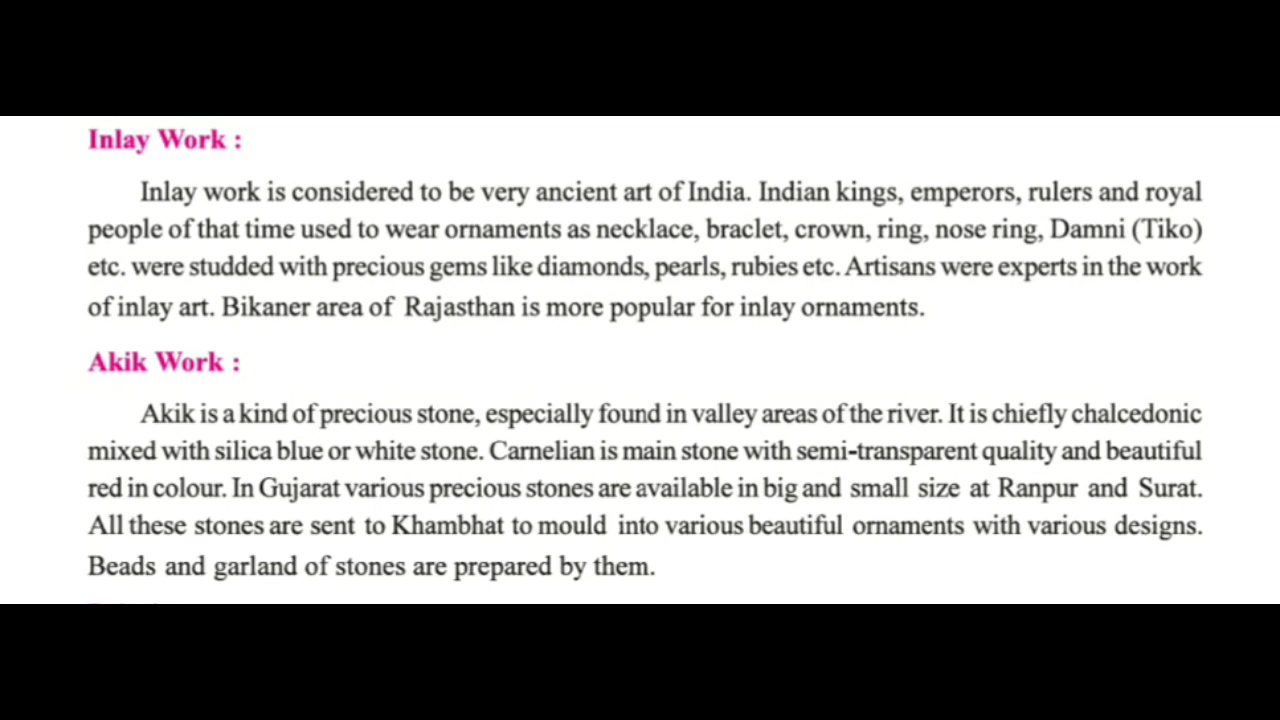 Inlay Work :
Inlay work is considered to be very ancient art of India. Indian kings, emperors, rulers and royal
people of that time used to wear ornaments as necklace, braclet, crown, ring, nose ring, Damni (Tiko)
etc. were studded with precious gems like diamonds, pearls, rubies etc. Artisans were experts in the work
of inlay art. Bikaner area of Rajasthan is more popular for inlay ornaments.
Akik Work :
Akik is a kind of precious stone, especially found in valley areas of the river. It is chiefly chalcedonic
mixed with silica blue or white stone. Carnelian is main stone with semi-transparent quality and beautiful
red in colour. In Gujarat various precious stones are available in big and small size at Ranpur and Surat.
All these stones are sent to Khambhat to mould into various beautiful ornaments with various designs.
Beads and garland of stones are prepared by them.